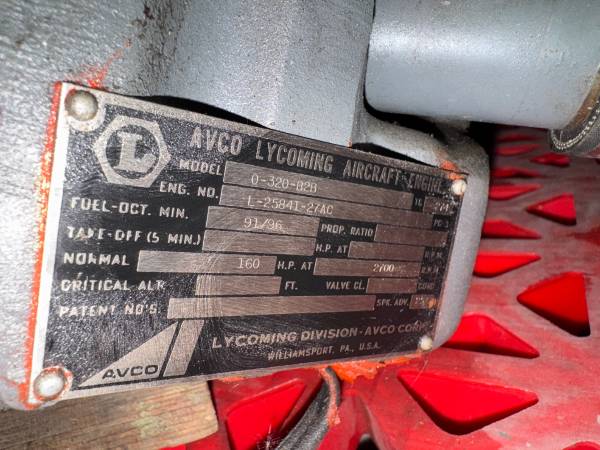 L
AVCO LYCOMING AIRCRAFT ENGINE
MODEL O-320-B2B
ENG. NO. L-25841-27AC
FUEL-OCT. MIN. 91/96 PROP. RATIO
TAKE-OFF (5 MIN.) H.P. AT R.P.M.
NORMAL 160 H.P. AT 2700 R.P.M.
CRITICAL ALT. FT. VALVE CL. COND
PATENT NO'S. SPK. ADV.
LYCOMING DIVISION - AVCO CORP.
WILLIAMSPORT, PA., U.S.A.
AVCO